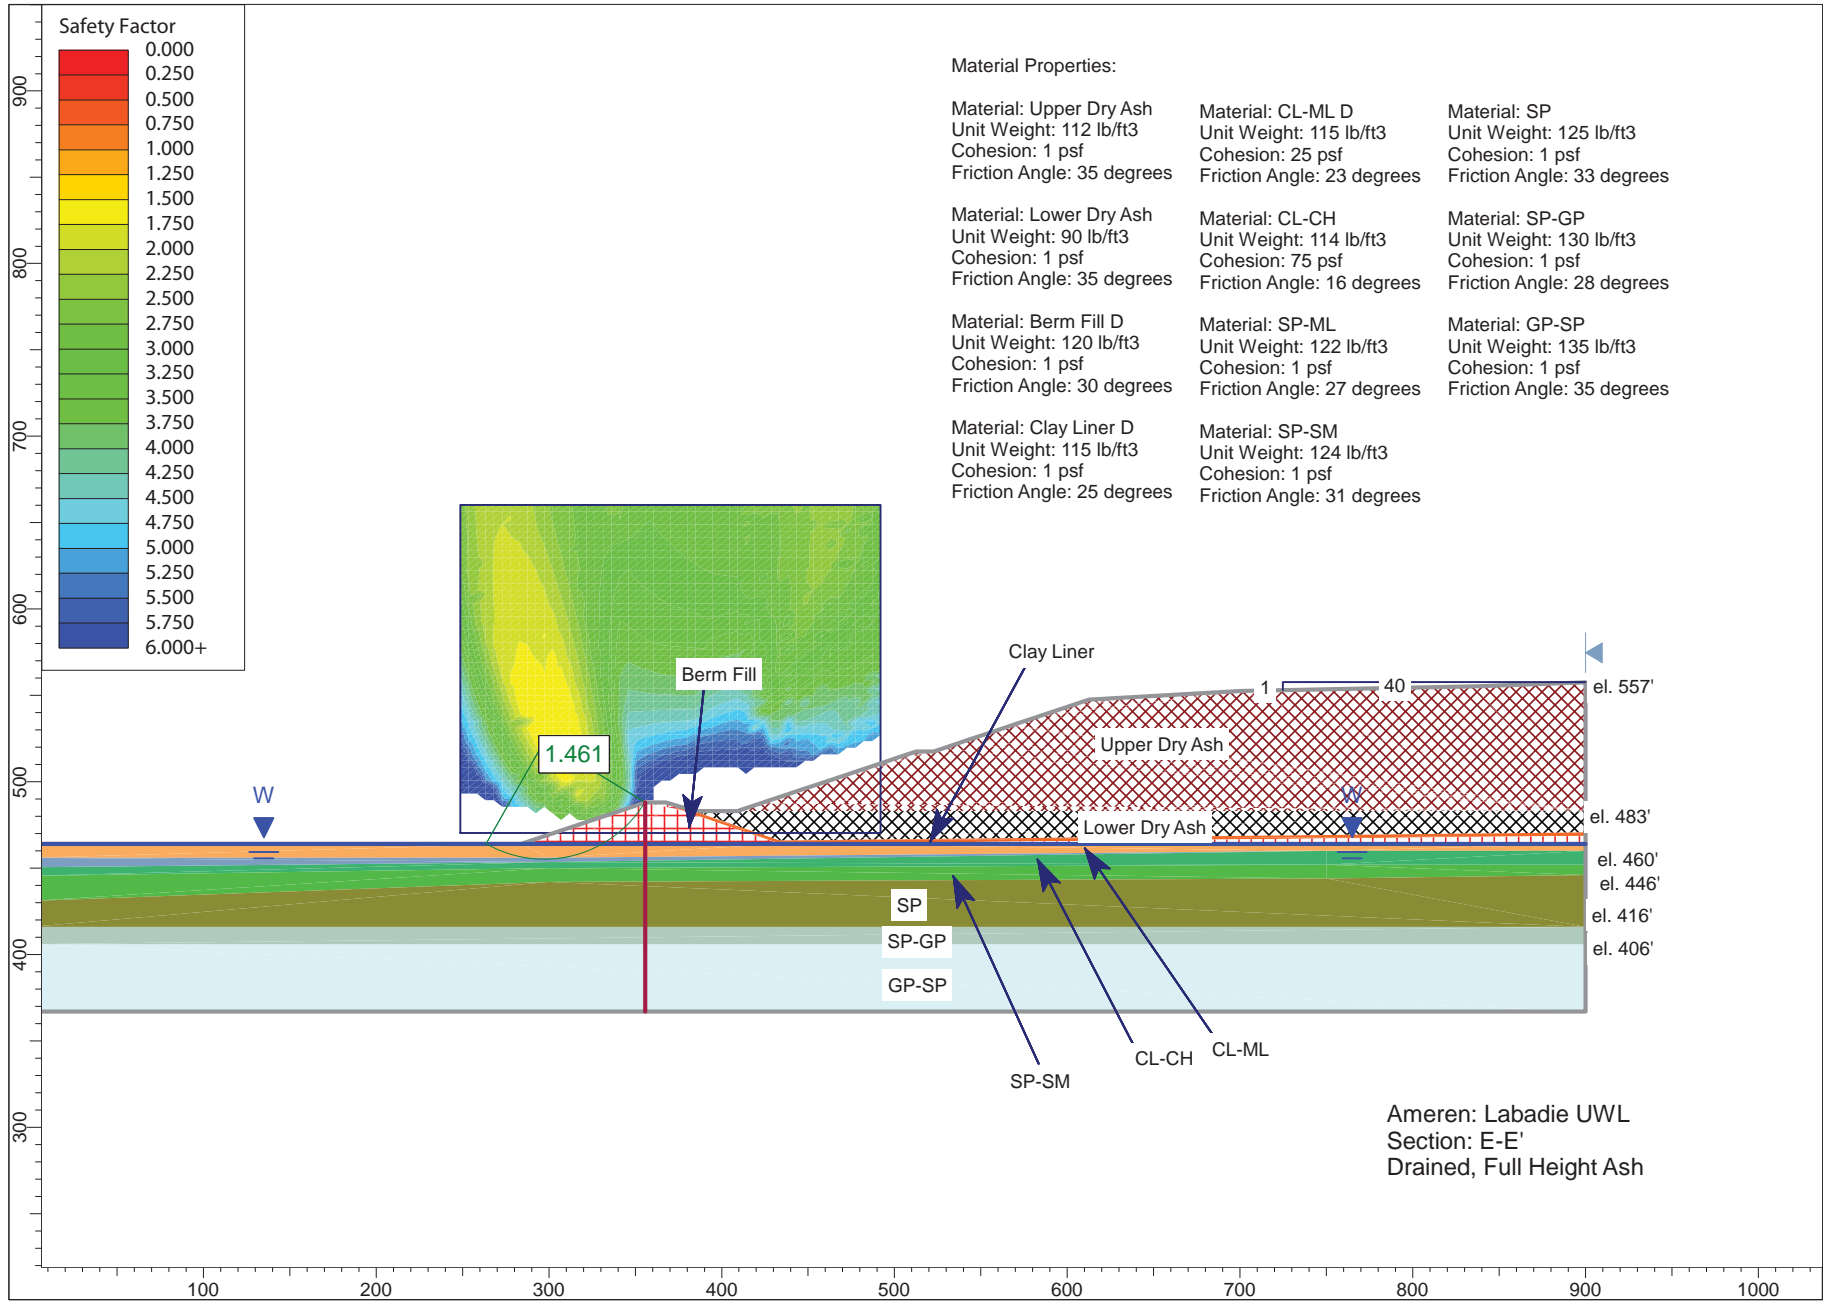 Safety Factor
0.000
0.250
0.500
0.750
1.000
1.250
1.500
1.750
2.000
2.250
2.500
2.750
3.000
3.250
3.500
3.750
4.000
4.250
4.500
4.750
5.000
5.250
5.500
5.750
6.000+
Material Properties:
Material: Upper Dry Ash
Unit Weight: 112 lb/ft3
Cohesion: 1 psf
Friction Angle: 35 degrees
Material: Lower Dry Ash
Unit Weight: 90 lb/ft3
Cohesion: 1 psf
Friction Angle: 35 degrees
Material: Berm Fill D
Unit Weight: 120 lb/ft3
Cohesion: 1 psf
Friction Angle: 30 degrees
Material: Clay Liner D
Unit Weight: 115 lb/ft3
Cohesion: 1 psf
Friction Angle: 25 degrees
Material: CL-ML D
Unit Weight: 115 lb/ft3
Cohesion: 25 psf
Friction Angle: 23 degrees
Material: CL-CH
Unit Weight: 114 lb/ft3
Cohesion: 75 psf
Friction Angle: 16 degrees
Material: SP-ML
Unit Weight: 122 lb/ft3
Cohesion: 1 psf
Friction Angle: 27 degrees
Material: SP-SM
Unit Weight: 124 lb/ft3
Cohesion: 1 psf
Friction Angle: 31 degrees
Material: SP
Unit Weight: 125 lb/ft3
Cohesion: 1 psf
Friction Angle: 33 degrees
Material: SP-GP
Unit Weight: 130 lb/ft3
Cohesion: 1 psf
Friction Angle: 28 degrees
Material: GP-SP
Unit Weight: 135 lb/ft3
Cohesion: 1 psf
Friction Angle: 35 degrees
900
800
700
600
500
400
300
Clay Liner
Berm Fill
1
40
el. 557'
1.461
Upper Dry Ash
W
W
el. 483'
Lower Dry Ash
el. 460'
el. 446'
SP
el. 416'
SP-GP
el. 406'
GP-SP
CL-ML
CL-CH
SP-SM
Ameren: Labadie UWL
Section: E-E'
Drained, Full Height Ash
100
200
300
400
500
600
700
800
900
1000